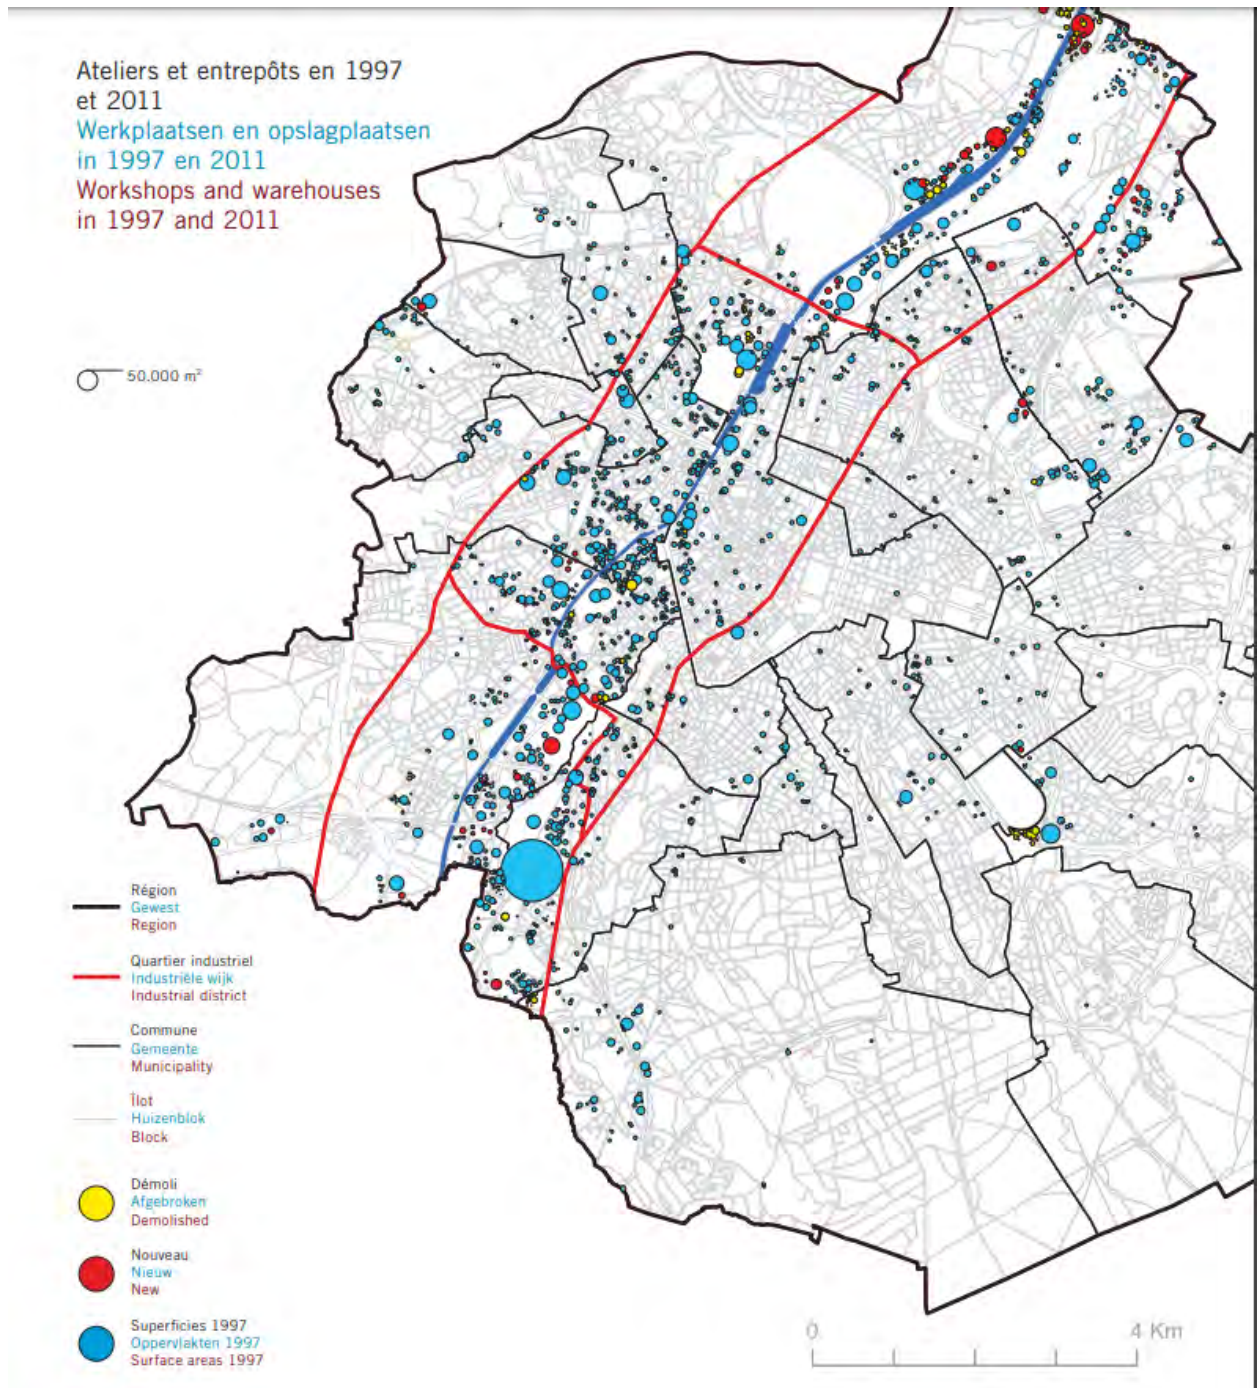 Ateliers et entrepôts en 1997
et 2011
Werkplaatsen en opslagplaatsen
in 1997 en 2011
Workshops and warehouses
in 1997 and 2011
50.000 m²
Région
Gewest
Region
Quartier industriel
Industriële wijk
Industrial district
Commune
Gemeente
Municipality
Îlot
Huizenblok
Block
Démoli
Afgebroken
Demolished
Nouveau
Nieuw
New
Superficies 1997
Oppervlakten 1997
Surface areas 1997
0 4 Km